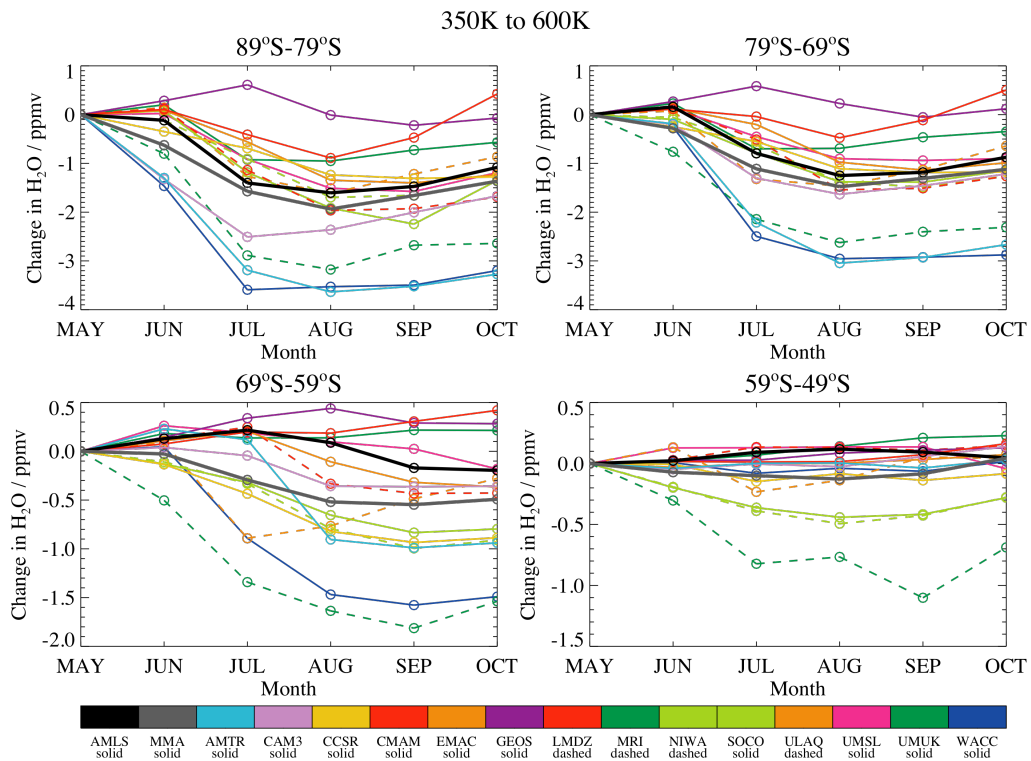 350K to 600K
89°S-79°S
79°S-69°S
Change in H₂O / ppmv
1
0
-1
-2
-3
-4
MAY JUN JUL AUG SEP OCT
Month
Change in H₂O / ppmv
1
0
-1
-2
-3
-4
MAY JUN JUL AUG SEP OCT
Month
69°S-59°S
59°S-49°S
Change in H₂O / ppmv
0.5
0.0
-0.5
-1.0
-1.5
-2.0
MAY JUN JUL AUG SEP OCT
Month
Change in H₂O / ppmv
0.5
0.0
-0.5
-1.0
-1.5
MAY JUN JUL AUG SEP OCT
Month
AMLS MMA AMTR CAM3 CCSR CMAM EMAC GEOS LMDZ MRI NIWA SOCO ULAQ UMSL UMUK WACC
solid solid solid solid solid solid solid solid dashed dashed dashed solid dashed solid solid solid